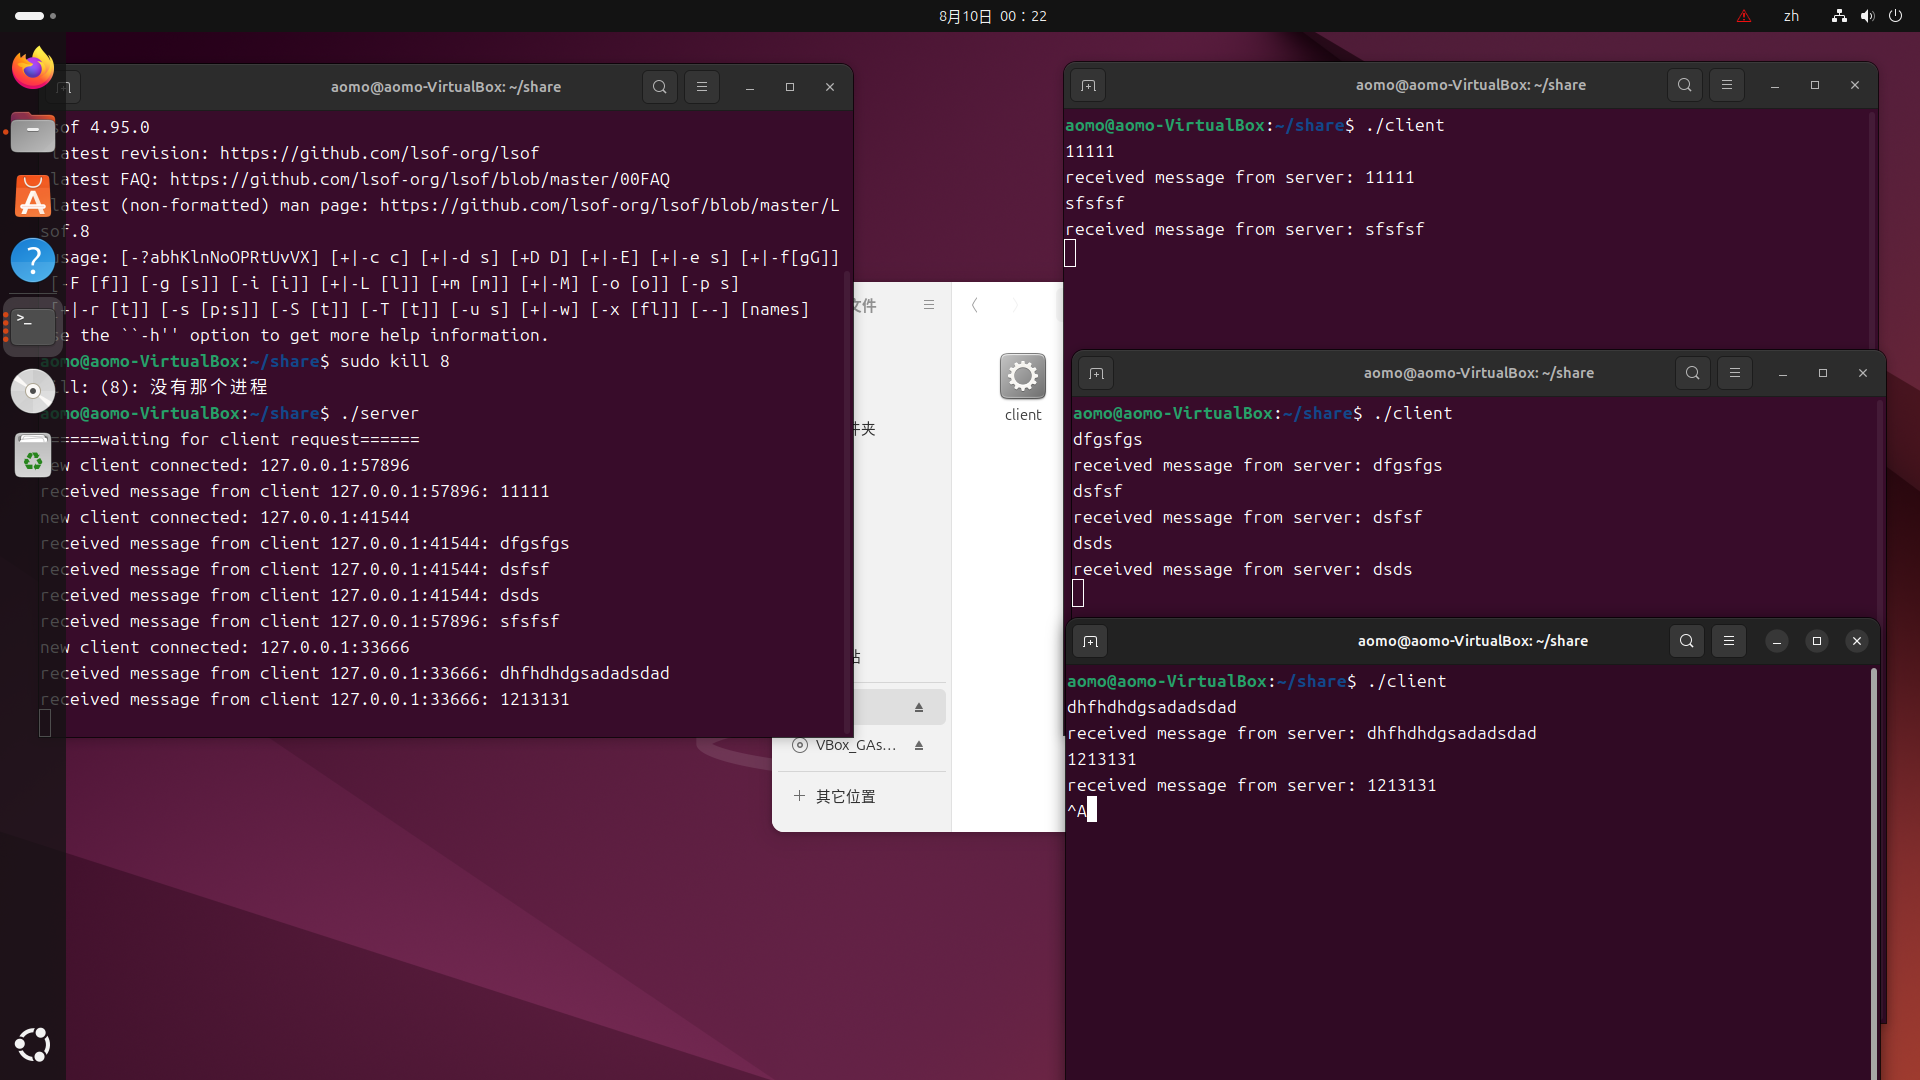 8月10日 00：22
zh
aomo@aomo-VirtualBox: ~/share
sof 4.95.0
latest revision: https://github.com/lsof-org/lsof
latest FAQ: https://github.com/lsof-org/lsof/blob/master/00FAQ
latest (non-formatted) man page: https://github.com/lsof-org/lsof/blob/master/L
sof.8
usage: [-?abhKlnNoOPRtUvVX] [+|-c c] [+|-d s] [+D D] [+|-E] [+|-e s] [+|-f[gG]]
[-F [f]] [-g [s]] [-i [i]] [+|-L [l]] [+m [m]] [+|-M] [-o [o]] [-p s]
[+|-r [t]] [-s [p:s]] [-S [t]] [-T [t]] [-u s] [+|-w] [-x [fl]] [--] [names]
se the ``-h'' option to get more help information.
aomo@aomo-VirtualBox:~/share$ sudo kill 8
kill: (8): 没有那个进程
aomo@aomo-VirtualBox:~/share$ ./server
======waiting for client request======
new client connected: 127.0.0.1:57896
received message from client 127.0.0.1:57896: 11111
new client connected: 127.0.0.1:41544
received message from client 127.0.0.1:41544: dfgsfgs
received message from client 127.0.0.1:41544: dsfsf
received message from client 127.0.0.1:41544: dsds
received message from client 127.0.0.1:57896: sfsfsf
new client connected: 127.0.0.1:33666
received message from client 127.0.0.1:33666: dhfhdhdgsadadsdad
received message from client 127.0.0.1:33666: 1213131
文件
件夹
站
VBox_GAs…
其它位置
client
aomo@aomo-VirtualBox: ~/share
aomo@aomo-VirtualBox:~/share$ ./client
11111
received message from server: 11111
sfsfsf
received message from server: sfsfsf
aomo@aomo-VirtualBox: ~/share
aomo@aomo-VirtualBox:~/share$ ./client
dfgsfgs
received message from server: dfgsfgs
dsfsf
received message from server: dsfsf
dsds
received message from server: dsds
aomo@aomo-VirtualBox: ~/share
aomo@aomo-VirtualBox:~/share$ ./client
dhfhdhdgsadadsdad
received message from server: dhfhdhdgsadadsdad
1213131
received message from server: 1213131
^A